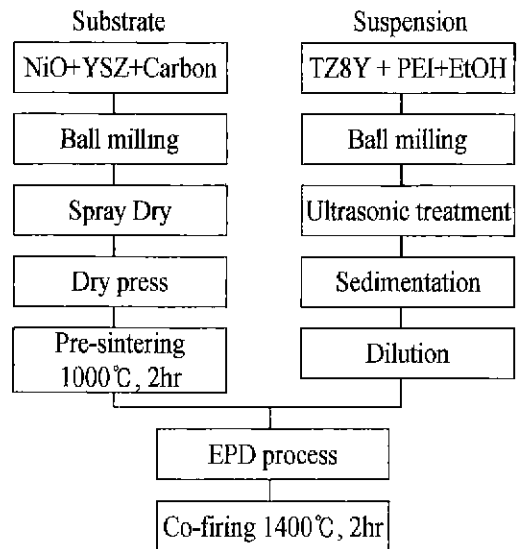 Substrate
NiO+YSZ+Carbon
Ball milling
Spray Dry
Dry press
Pre-sintering
1000℃, 2hr
Suspension
TZ8Y + PEI+EtOH
Ball milling
Ultrasonic treatment
Sedimentation
Dilution
EPD process
Co-firing 1400℃, 2hr